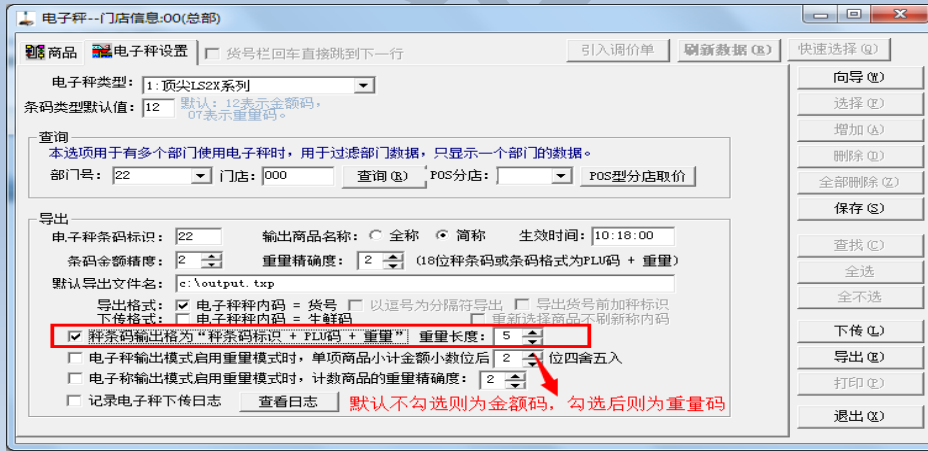 电子秤--门店信息:00(总部)
商品 电子秤设置 货号栏回车直接跳到下一行 引入调价单 刷新数据(R) 快速选择(Q)
电子秤类型: 1:顶尖LS2X系列
条码类型默认值: 12 默认: 12表示金额码,
07表示重量码。
查询
本选项用于有多个部门使用电子秤时, 用于过滤部门数据, 只显示一个部门的数据。
部门号: 22 门店: 000 查询(R) POS分店: POS型分店取价
导出
电子秤条码标识: 22 输出商品名称: 全称 简称 生效时间: 10:18:00
条码金额精度: 2 重量精确度: 2 (18位秤条码或条码格式为PLU码 + 重量)
默认导出文件名: c:\output.txp
导出格式: 电子秤秤内码 = 货号 以逗号为分隔符导出 导出货号前加秤标识
下传格式: 电子秤秤内码 = 生鲜码 重新选择商品不刷新称内码
秤条码输出格为“秤条码标识 + PLU码 + 重量” 重量长度: 5
电子秤输出模式启用重量模式时, 单项商品小计金额小数位后 2 位四舍五入
电子称输出模式启用重量模式时, 计数商品的重量精确度: 2
记录电子秤下传日志 查看日志 默认不勾选则为金额码, 勾选后则为重量码
向导(W)
选择(F)
增加(A)
删除(D)
全部删除(Z)
保存(S)
查找(C)
全选
全不选
下传(L)
导出(E)
打印(P)
退出(X)